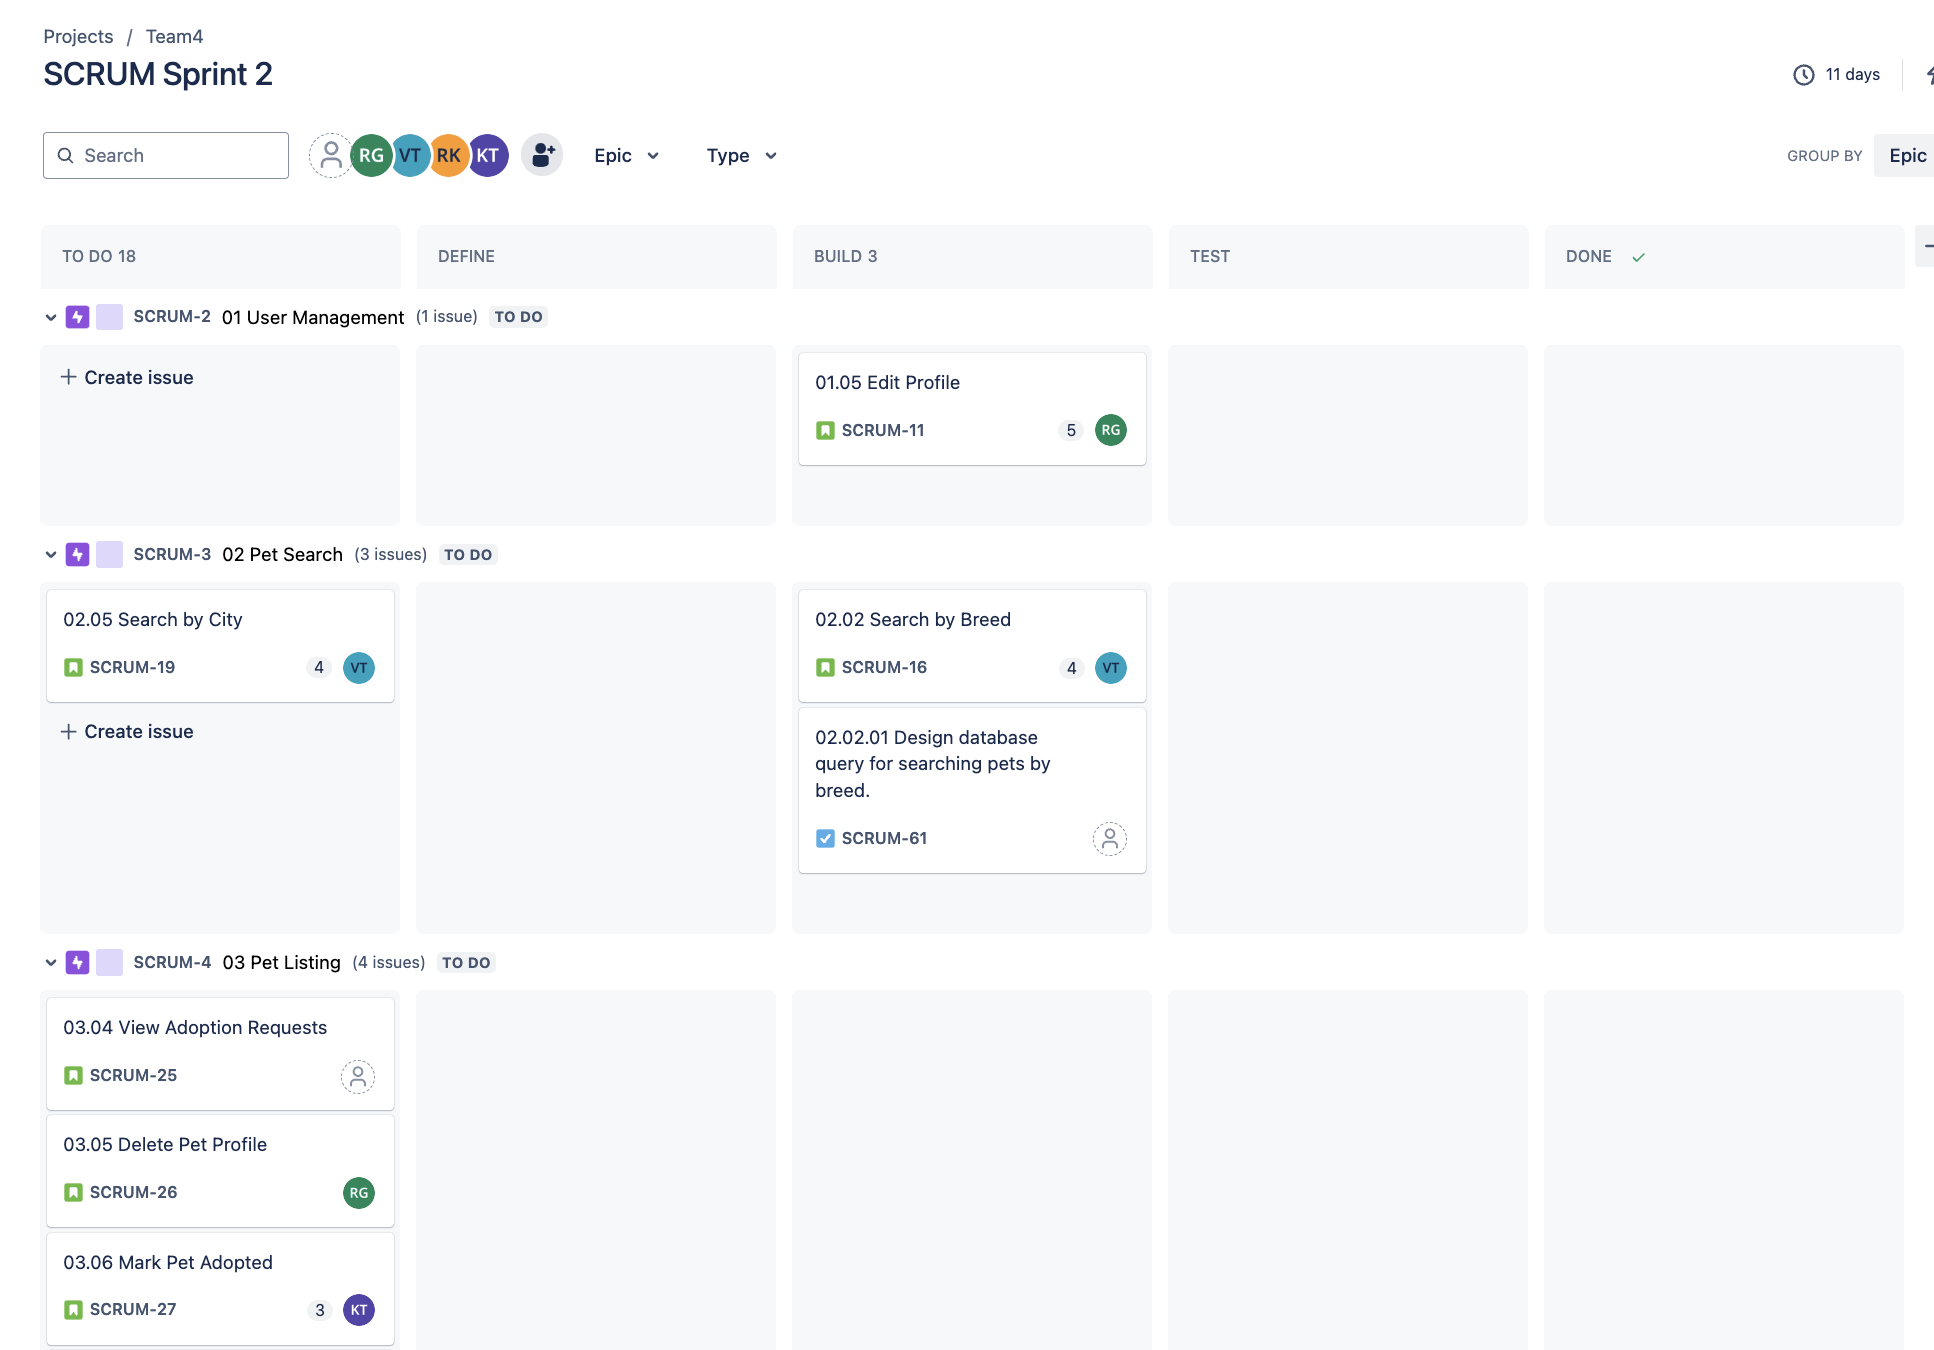 Projects / Team4
SCRUM Sprint 2
11 days
Search
RG VT RK KT
Epic
Type
GROUP BY
Epic
TO DO 18
DEFINE
BUILD 3
TEST
DONE
SCRUM-2 01 User Management (1 issue) TO DO
+ Create issue
01.05 Edit Profile
SCRUM-11 5 RG
SCRUM-3 02 Pet Search (3 issues) TO DO
02.05 Search by City
SCRUM-19 4 VT
+ Create issue
02.02 Search by Breed
SCRUM-16 4 VT
02.02.01 Design database
query for searching pets by
breed.
SCRUM-61
SCRUM-4 03 Pet Listing (4 issues) TO DO
03.04 View Adoption Requests
SCRUM-25
03.05 Delete Pet Profile
SCRUM-26 RG
03.06 Mark Pet Adopted
SCRUM-27 3 KT